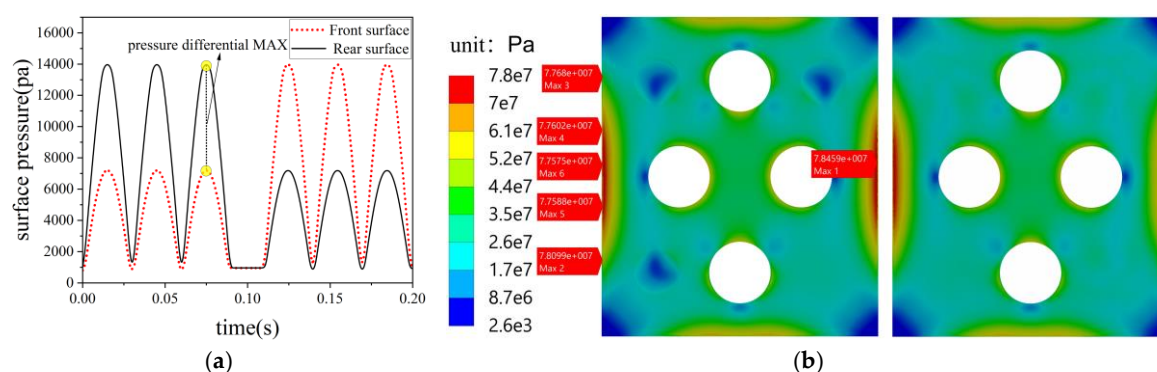 (a)
16000
14000
12000
10000
8000
6000
4000
2000
0
surface pressure(pa)
Front surface
Rear surface
pressure differential MAX
0.00
0.05
0.10
0.15
0.20
time(s)
(a)
unit: Pa
7.8e7
7e7
6.1e7
5.2e7
4.4e7
3.5e7
2.6e7
1.7e7
8.7e6
2.6e3
7.768e+007
Max 3
7.7602e+007
Max 4
7.7575e+007
Max 6
7.7588e+007
Max 5
7.8099e+007
Max 2
7.8459e+007
Max 1
(b)
(b)